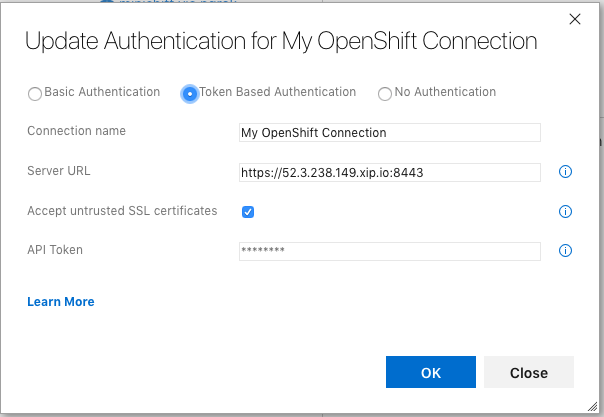 Update Authentication for My OpenShift Connection
Basic Authentication Token Based Authentication No Authentication
Connection name My OpenShift Connection
Server URL https://52.3.238.149.xip.io:8443
Accept untrusted SSL certificates
API Token ********
Learn More
OK Close